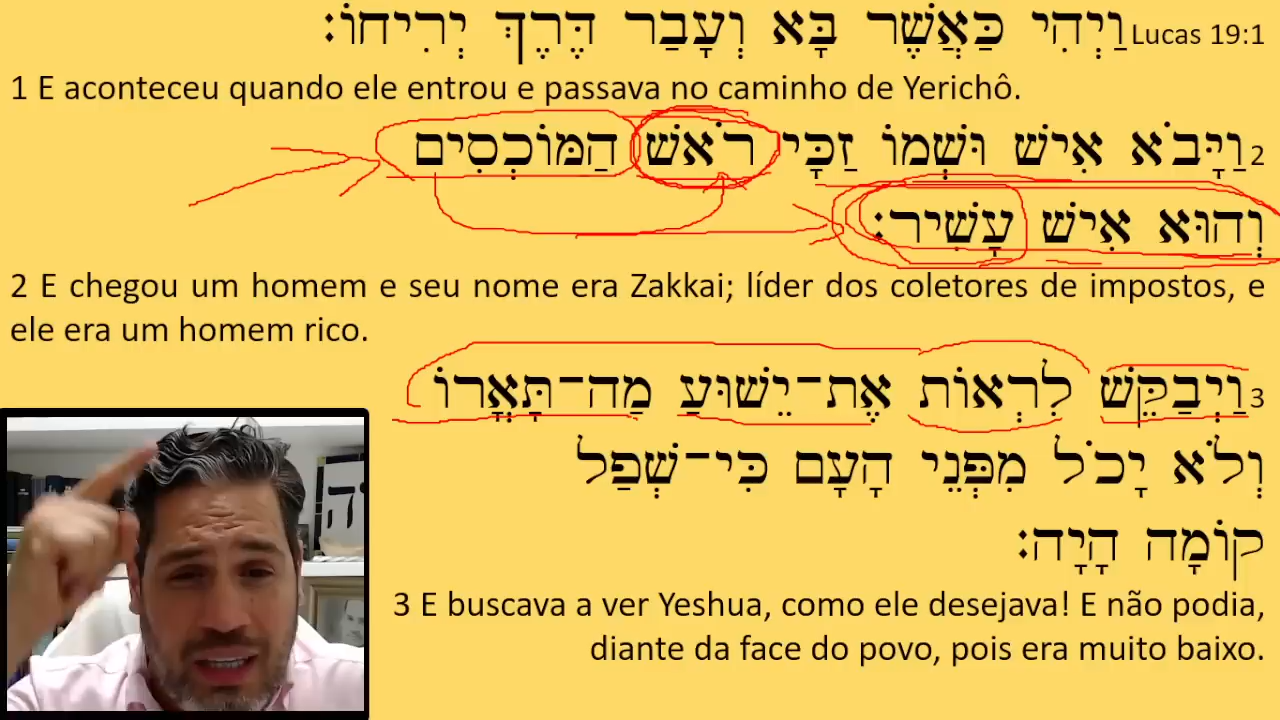 Lucas 19:1 וַיְהִי כַּאֲשֶׁר בָּא וְעָבַר דֶּרֶךְ יְרִיחוֹ׃
1 E aconteceu quando ele entrou e passava no caminho de Yerichô.
2 וַיָּבֹא אִישׁ וּשְׁמוֹ זַכָּי רֹאשׁ הַמּוֹכְסִים
וְהוּא אִישׁ עָשִׁיר׃
2 E chegou um homem e seu nome era Zakkai; líder dos coletores de impostos, e
ele era um homem rico.
3 וַיְבַקֵּשׁ לִרְאוֹת אֶת־יֵשׁוּעַ מַה־תָּאֳרוֹ
וְלֹא יָכֹל מִפְּנֵי הָעָם כִּי־שְׁפַל
קוֹמָה הָיָה׃
3 E buscava a ver Yeshua, como ele desejava! E não podia,
diante da face do povo, pois era muito baixo.